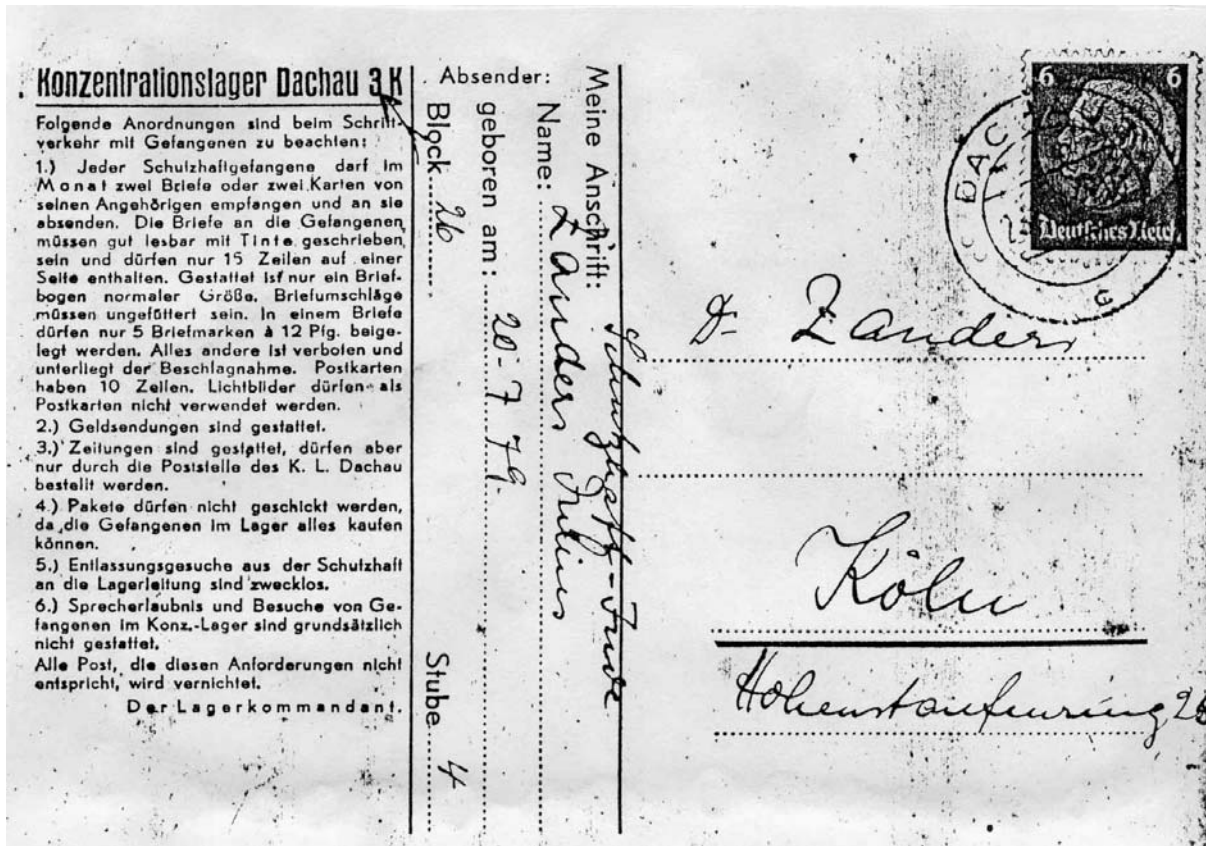 Konzentrationslager Dachau 3 K
Folgende Anordnungen sind beim Schrift-
verkehr mit Gefangenen zu beachten:
1.) Jeder Schutzhaftgefangene darf im
Monat zwei Briefe oder zwei Karten von
seinen Angehörigen empfangen und an sie
absenden. Die Briefe an die Gefangenen
müssen gut lesbar mit Tinte geschrieben
sein und dürfen nur 15 Zeilen auf einer
Seite enthalten. Gestattet ist nur ein Brief-
bogen normaler Größe. Briefumschläge
müssen ungefüttert sein. In einem Briefe
dürfen nur 5 Briefmarken à 12 Pfg. beige-
legt werden. Alles andere ist verboten und
unterliegt der Beschlagnahme. Postkarten
haben 10 Zeilen. Lichtbilder dürfen als
Postkarten nicht verwendet werden.
2.) Geldsendungen sind gestattet.
3.) Zeitungen sind gestattet, dürfen aber
nur durch die Poststelle des K. L. Dachau
bestellt werden.
4.) Pakete dürfen nicht geschickt werden,
da die Gefangenen im Lager alles kaufen
können.
5.) Entlassungsgesuche aus der Schutzhaft
an die Lagerleitung sind zwecklos.
6.) Sprecherlaubnis und Besuche von Ge-
fangenen im Konz.-Lager sind grundsätzlich
nicht gestattet.
Alle Post, die diesen Anforderungen nicht
entspricht, wird vernichtet.
Der Lagerkommandant.
Absender:
Meine Anschrift: Schutzhaft-Jude
Name: Zanders Julius
geboren am: 20-7 79.
Block 26 Stube 4
6 6
Deutsches Reich
DAC
Dr Zanders
Köln
Hohenstaufenring